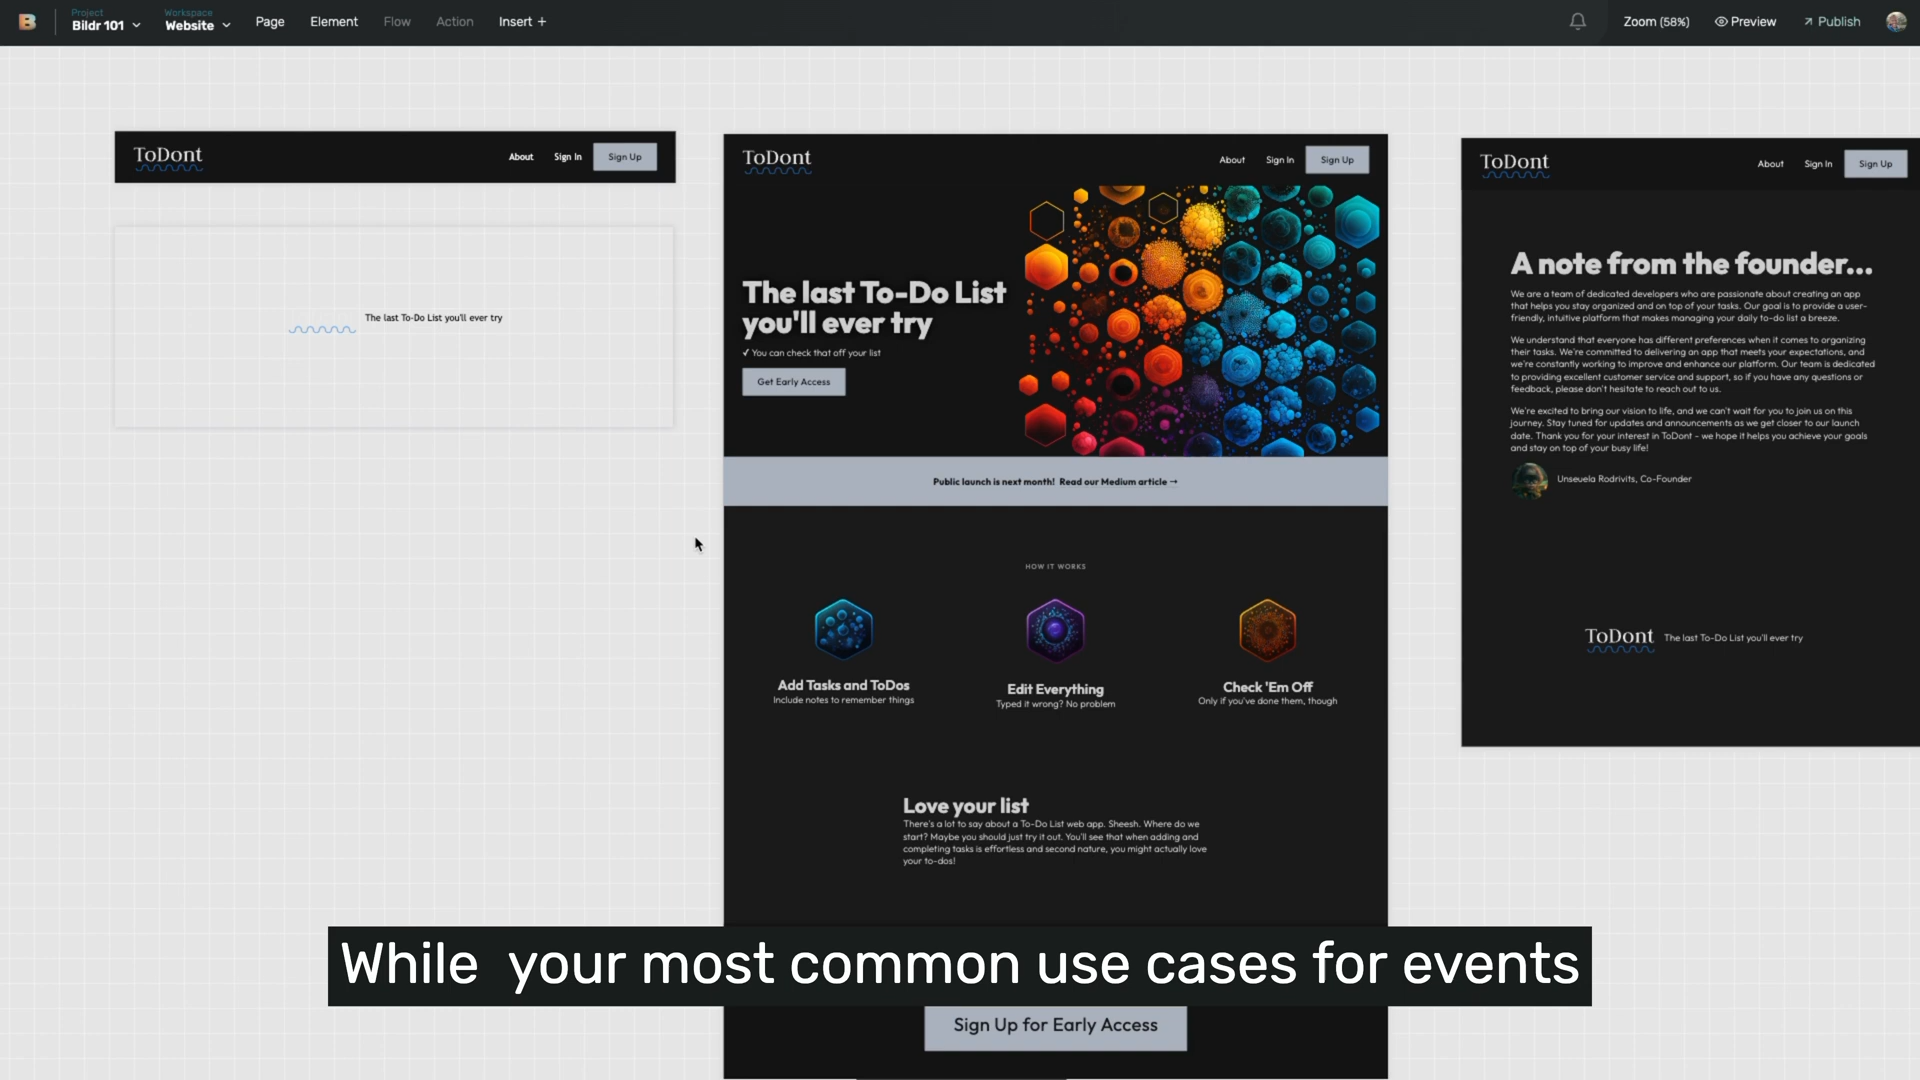 Project
Bildr 101
Workspace
Website
Page
Element
Flow
Action
Insert +
Zoom (58%)
Preview
Publish
ToDont
About
Sign In
Sign Up
The last To-Do List you'll ever try
ToDont
About
Sign In
Sign Up
The last To-Do List
you'll ever try
✓ You can check that off your list
Get Early Access
Public launch is next month! Read our Medium article →
HOW IT WORKS
Add Tasks and ToDos
Include notes to remember things
Edit Everything
Typed it wrong? No problem
Check 'Em Off
Only if you've done them, though
Love your list
There's a lot to say about a To-Do List web app. Sheesh. Where do we
start? Maybe you should just try it out. You'll see that when adding and
completing tasks is effortless and second nature, you might actually love
your to-dos!
Sign Up for Early Access
ToDont
About
Sign In
Sign Up
A note from the founder...
We are a team of dedicated developers who are passionate about creating an app
that helps you stay organized and on top of your tasks. Our goal is to provide a user-
friendly, intuitive platform that makes managing your daily to-do list a breeze.
We understand that everyone has different preferences when it comes to organizing
their tasks. We're committed to delivering an app that meets your expectations, and
we're constantly working to improve and enhance our platform. Our team is dedicated
to providing excellent customer service and support, so if you have any questions or
feedback, please don't hesitate to reach out to us.
We're excited to bring our vision to life, and we can't wait for you to join us on this
journey. Stay tuned for updates and announcements as we get closer to our launch
date. Thank you for your interest in ToDont - we hope it helps you achieve your goals
and stay on top of your busy life!
Unseuela Rodrivits, Co-Founder
ToDont
The last To-Do List you'll ever try
While your most common use cases for events